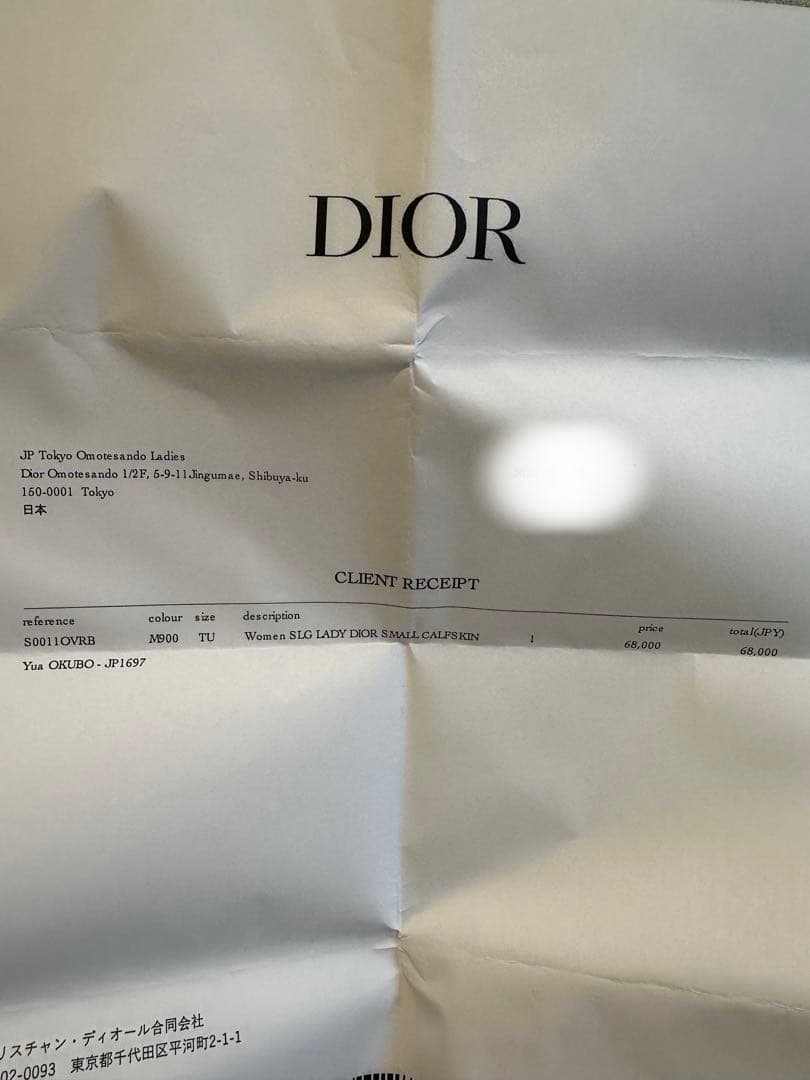 DIOR
JP Tokyo Omotesando Ladies
Dior Omotesando 1/2F, 5-9-11Jingumae, Shibuya-ku
150-0001 Tokyo
日本
CLIENT RECEIPT
reference colour size description price total(JPY)
S0011OVRB M900 TU Women SLG LADY DIOR SMALL CALFSKIN 1 68,000 68,000
Yua OKUBO - JP1697
リスチャン・ディオール合同会社
02-0093 東京都千代田区平河町2-1-1